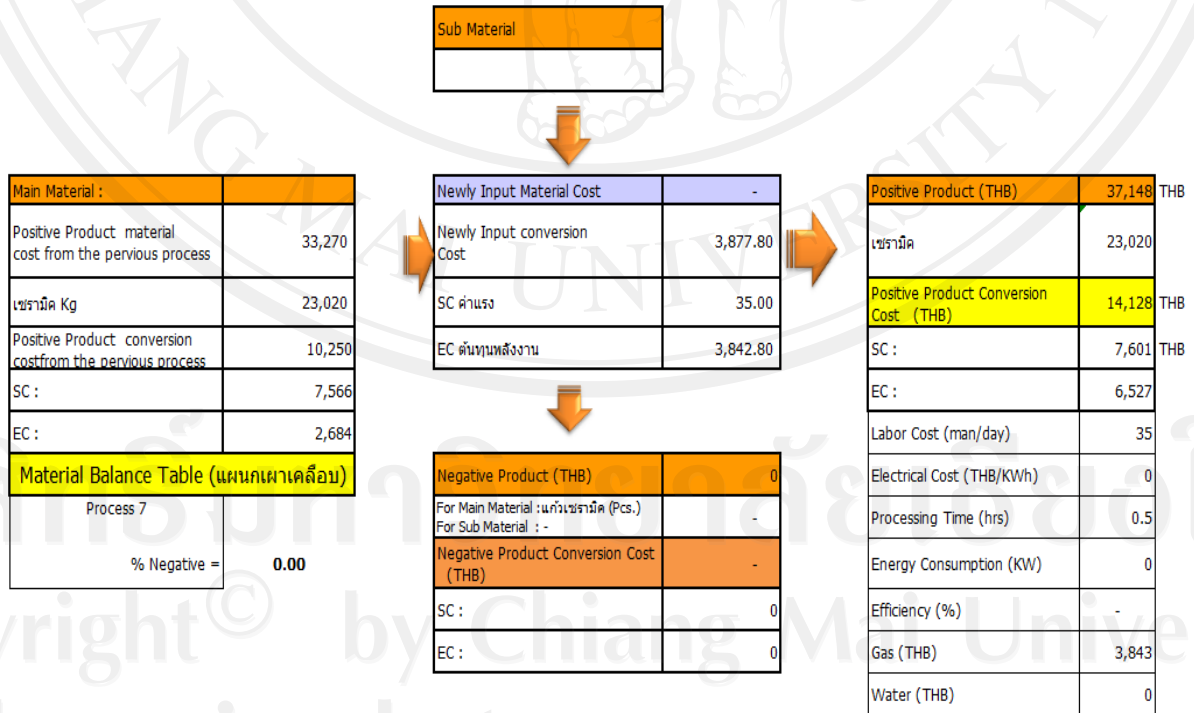 Sub Material
Main Material :
Positive Product material
cost from the pervious process
33,270
เซรามิค Kg
23,020
Positive Product conversion
costfrom the pervious process
10,250
SC :
7,566
EC :
2,684
Material Balance Table (แผนกเผาเคลือบ)
Process 7
% Negative =
0.00
Newly Input Material Cost
-
Newly Input conversion
Cost
3,877.80
SC ค่าแรง
35.00
EC ต้นทุนพลังงาน
3,842.80
Negative Product (THB)
0
For Main Material :แก้วเซรามิค (Pcs.)
For Sub Material : -
-
Negative Product Conversion Cost
(THB)
-
SC :
0
EC :
0
Positive Product (THB)
37,148
THB
เซรามิค
23,020
Positive Product Conversion
Cost (THB)
14,128
THB
SC :
7,601
THB
EC :
6,527
Labor Cost (man/day)
35
Electrical Cost (THB/KWh)
0
Processing Time (hrs)
0.5
Energy Consumption (KW)
0
Efficiency (%)
-
Gas (THB)
3,843
Water (THB)
0